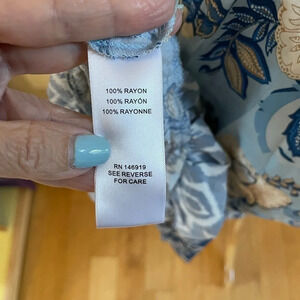 100% RAYON
100% RAYÓN
100% RAYONNE
RN 146919
SEE REVERSE
FOR CARE